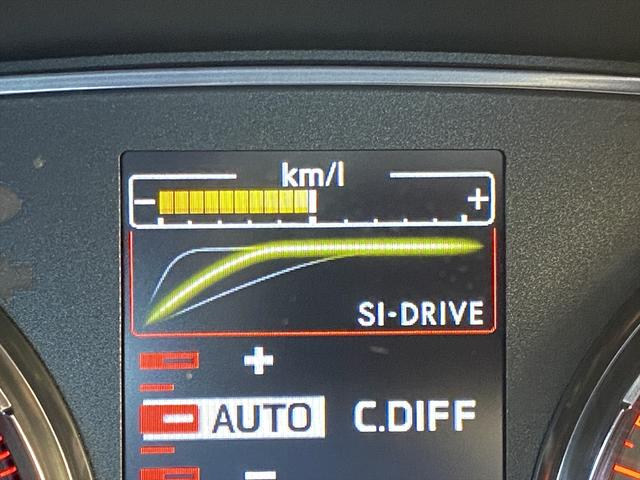 km/l
- +
SI-DRIVE
+
- AUTO C.DIFF
-